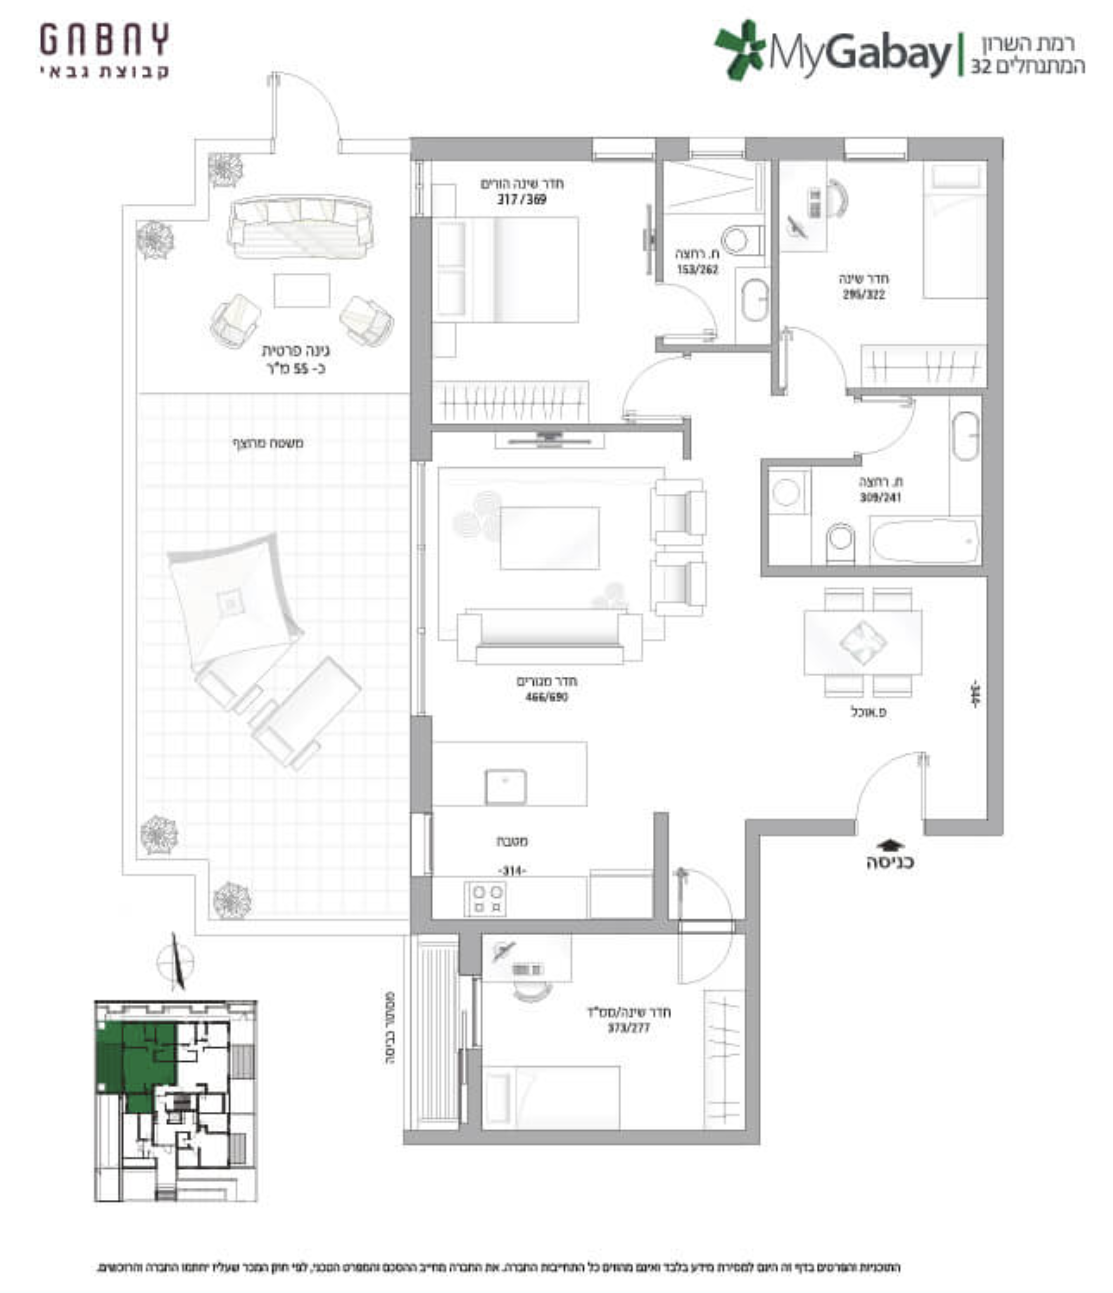 GABAY
קבוצת גבאי
MyGabay
רמת השרון
המתנחלים 32
חדר שינה הורים
317/369
ח. רחצה
153/262
חדר שינה
295/322
גינה פרטית
כ- 55 מ"ר
משטח מרוצף
ח. רחצה
309/241
חדר מגורים
466/690
פ.אוכל
-344-
מטבח
-314-
כניסה
חדר שינה/ממ"ד
373/277
מסתור כביסה
התוכניות והפרטים בדף זה הינם למסירת מידע בלבד ואינם מהווים כל התחייבות החברה. את החברה מחייב ההסכם והמפרט הטכני, לפי חוק המכר שעליו יחתמו החברה והרוכשים.